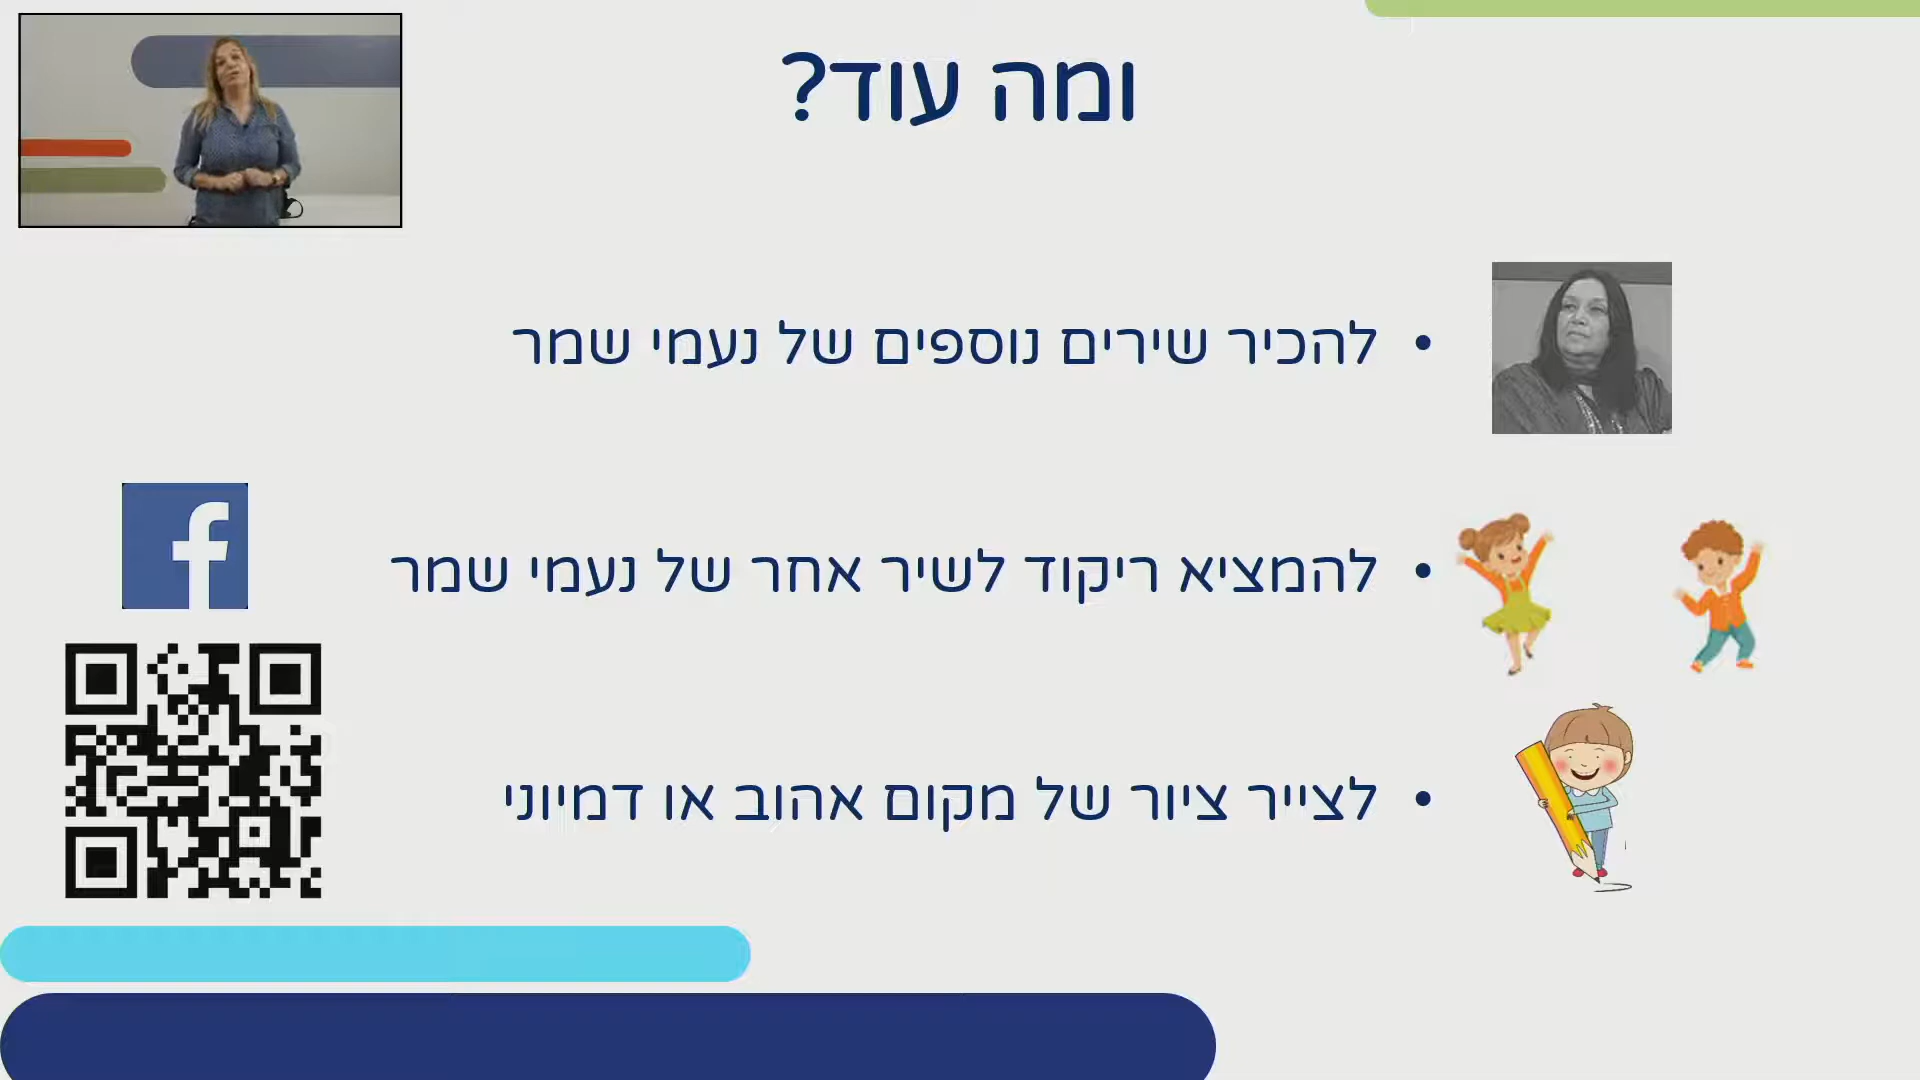 ומה עוד?
• להכיר שירים נוספים של נעמי שמר
• להמציא ריקוד לשיר אחר של נעמי שמר
• לצייר ציור של מקום אהוב או דמיוני